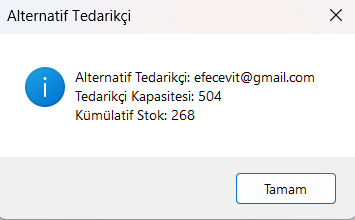 Alternatif Tedarikçi
Alternatif Tedarikçi: efecevit@gmail.com
Tedarikçi Kapasitesi: 504
Kümülatif Stok: 268
Tamam